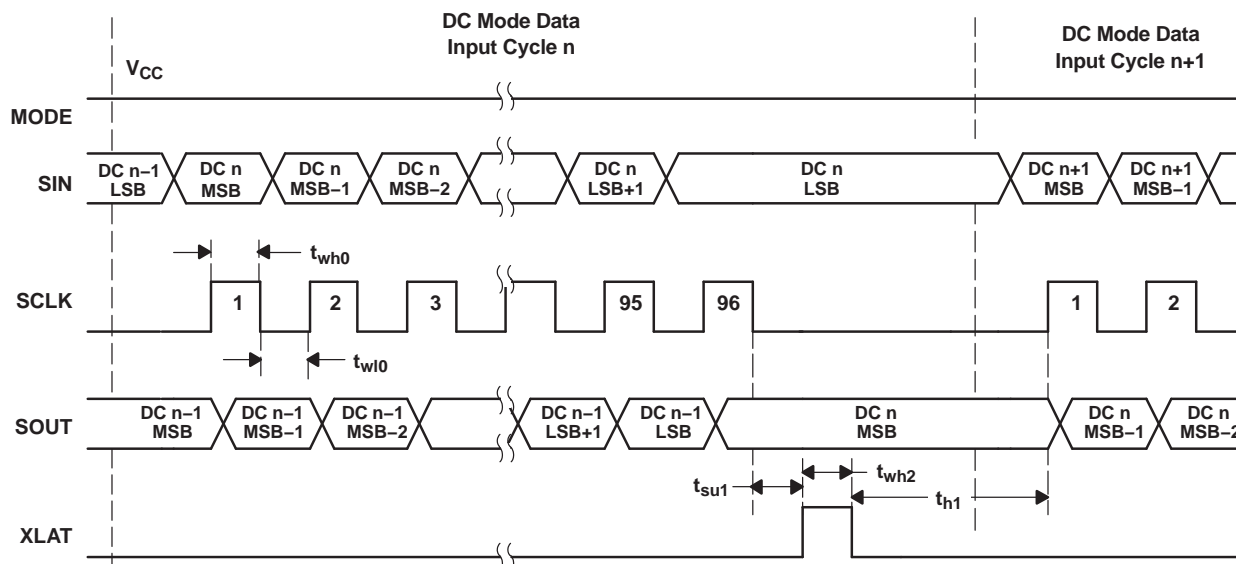 DC Mode Data
Input Cycle n
DC Mode Data
Input Cycle n+1
VCC
MODE
SIN
DC n−1
LSB
DC n
MSB
DC n
MSB−1
DC n
MSB−2
DC n
LSB+1
DC n
LSB
DC n+1
MSB
DC n+1
MSB−1
twh0
SCLK
1
2
3
95
96
1
2
twl0
SOUT
DC n−1
MSB
DC n−1
MSB−1
DC n−1
MSB−2
DC n−1
LSB+1
DC n−1
LSB
DC n
MSB
DC n
MSB−1
DC n
MSB−2
tsu1
twh2
th1
XLAT